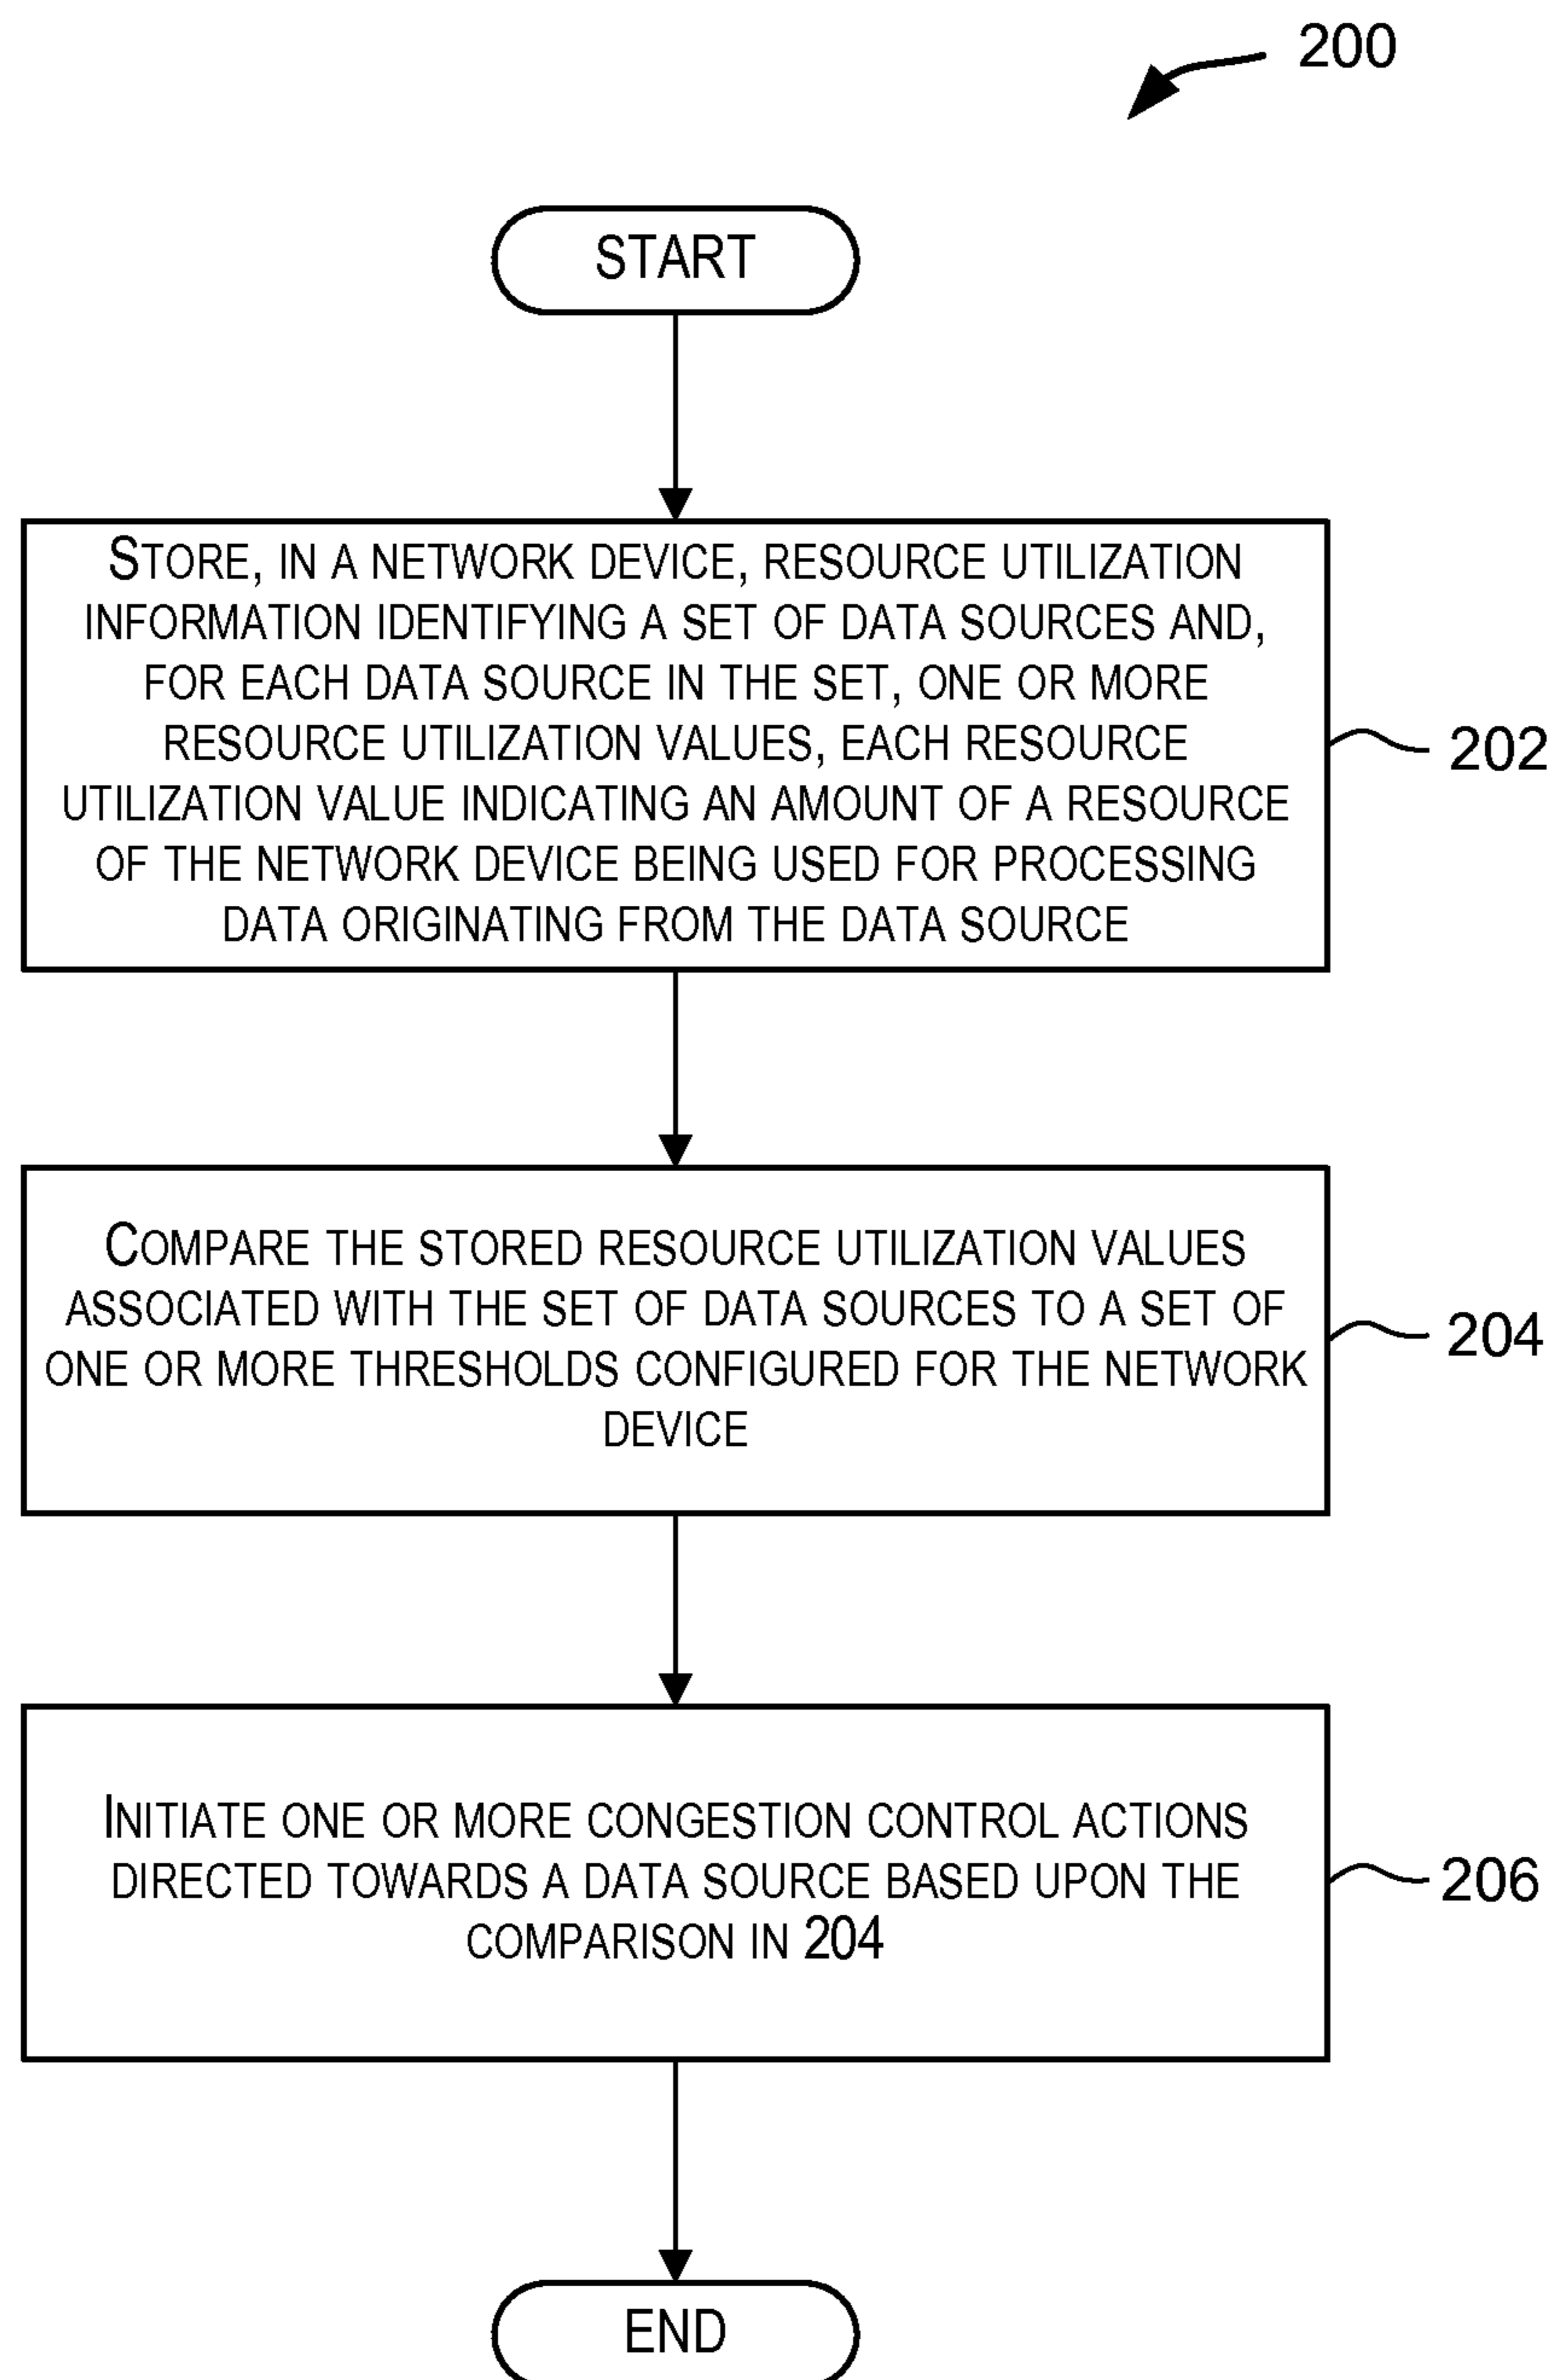 200
START
STORE, IN A NETWORK DEVICE, RESOURCE UTILIZATION
INFORMATION IDENTIFYING A SET OF DATA SOURCES AND,
FOR EACH DATA SOURCE IN THE SET, ONE OR MORE
RESOURCE UTILIZATION VALUES, EACH RESOURCE
UTILIZATION VALUE INDICATING AN AMOUNT OF A RESOURCE
OF THE NETWORK DEVICE BEING USED FOR PROCESSING
DATA ORIGINATING FROM THE DATA SOURCE
202
COMPARE THE STORED RESOURCE UTILIZATION VALUES
ASSOCIATED WITH THE SET OF DATA SOURCES TO A SET OF
ONE OR MORE THRESHOLDS CONFIGURED FOR THE NETWORK
DEVICE
204
INITIATE ONE OR MORE CONGESTION CONTROL ACTIONS
DIRECTED TOWARDS A DATA SOURCE BASED UPON THE
COMPARISON IN 204
206
END